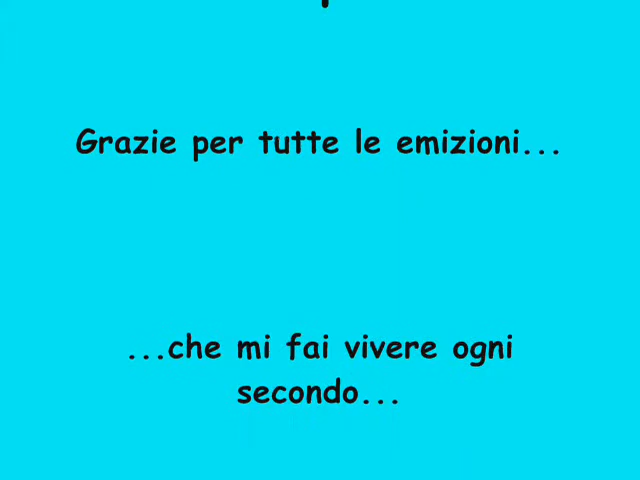 Grazie per tutte le emizioni...
...che mi fai vivere ogni
secondo...